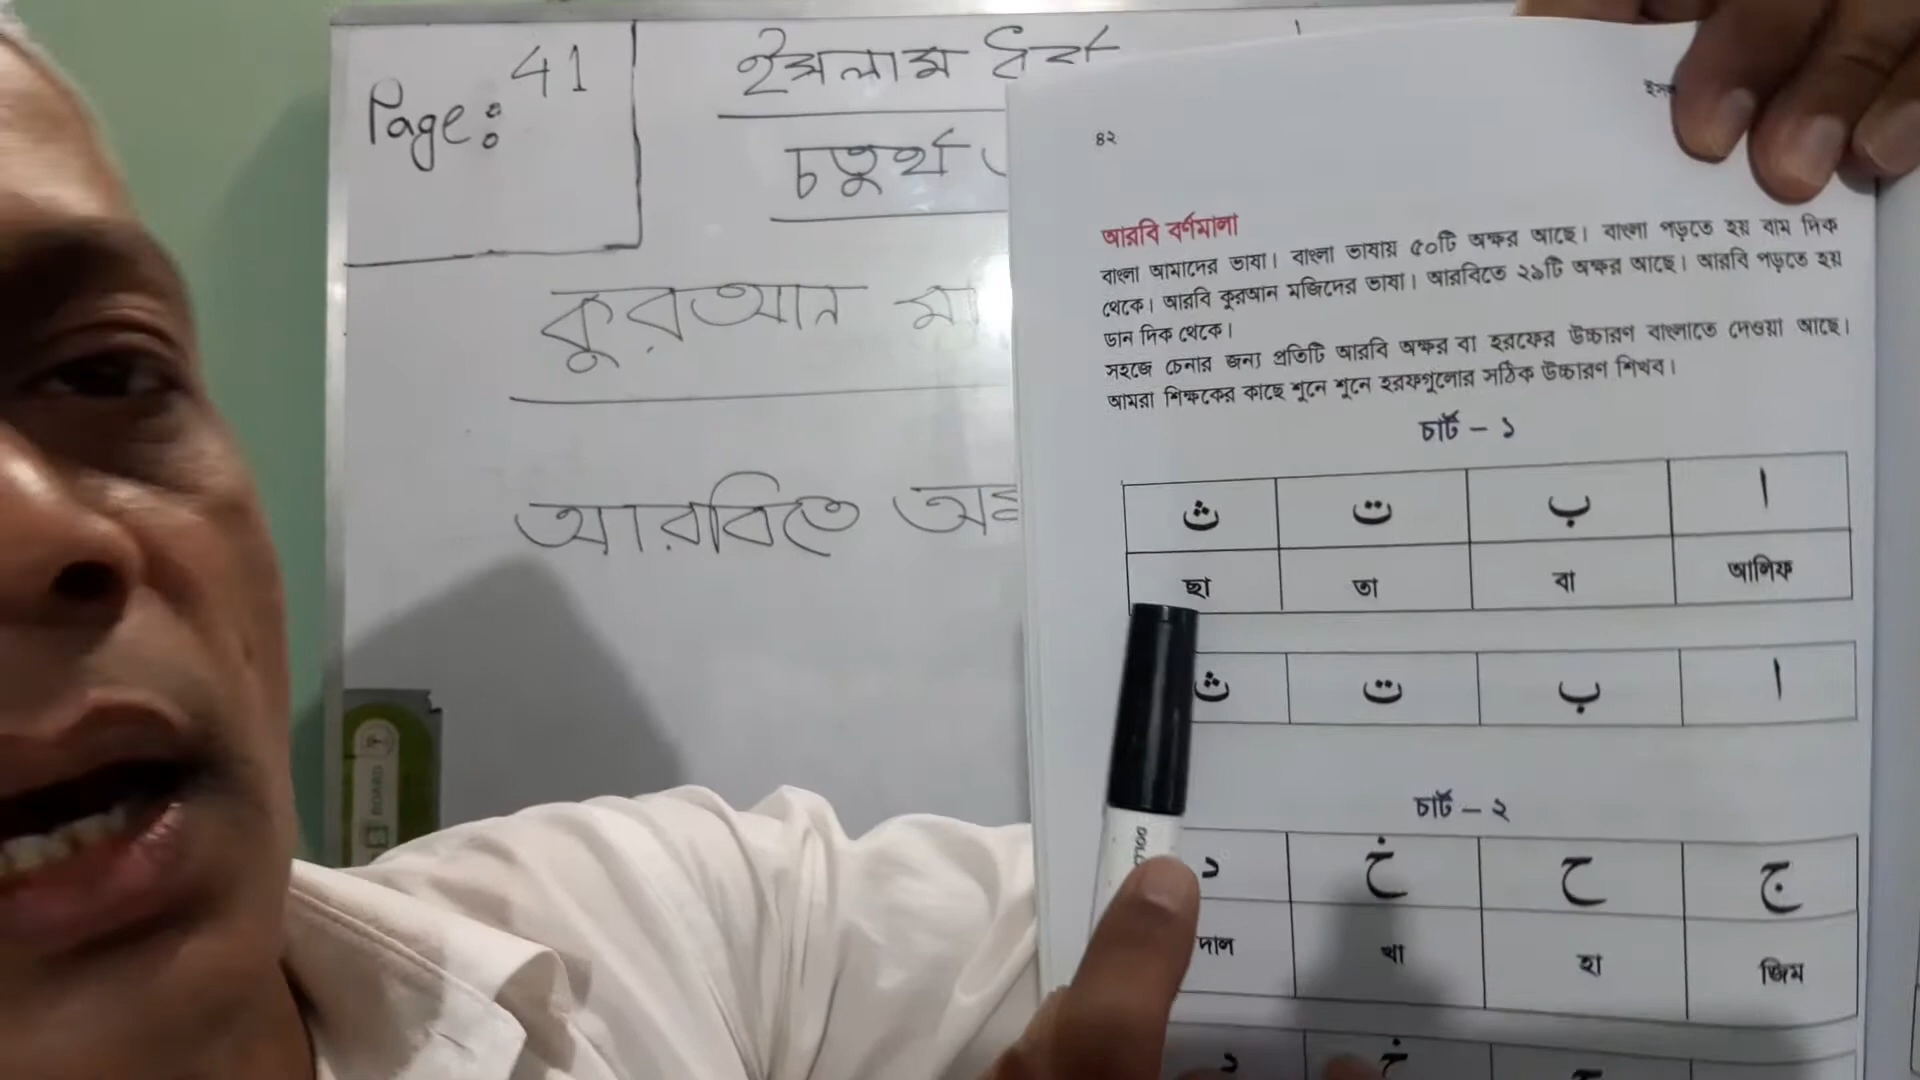 Page: 41
ইসলাম ধর্ম
চতুর্থ
কুরআন মা
আরবিতে
৪২
ইস
আরবি বর্ণমালা
বাংলা আমাদের ভাষা। বাংলা ভাষায় ৫০টি অক্ষর আছে। বাংলা পড়তে হয় বাম দিক
থেকে। আরবি কুরআন মজিদের ভাষা। আরবিতে ২৯টি অক্ষর আছে। আরবি পড়তে হয়
ডান দিক থেকে।
সহজে চেনার জন্য প্রতিটি আরবি অক্ষর বা হরফের উচ্চারণ বাংলাতে দেওয়া আছে।
আমরা শিক্ষকের কাছে শুনে শুনে হরফগুলোর সঠিক উচ্চারণ শিখব।
চার্ট – ১
ا ب ت ث
ছা তা বা আলিফ
ا ب ت ث
চার্ট – ২
ج ح خ د
দাল খা হা জিম
د خ ح